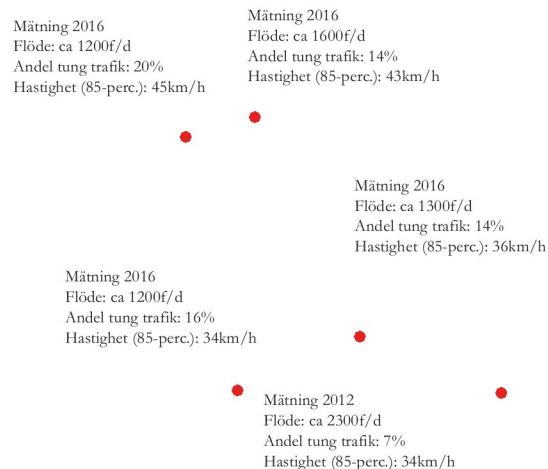 Mätning 2016
Flöde: ca 1200f/d
Andel tung trafik: 20%
Hastighet (85-perc.): 45km/h
Mätning 2016
Flöde: ca 1600f/d
Andel tung trafik: 14%
Hastighet (85-perc.): 43km/h
Mätning 2016
Flöde: ca 1300f/d
Andel tung trafik: 14%
Hastighet (85-perc.): 36km/h
Mätning 2016
Flöde: ca 1200f/d
Andel tung trafik: 16%
Hastighet (85-perc.): 34km/h
Mätning 2012
Flöde: ca 2300f/d
Andel tung trafik: 7%
Hastighet (85-perc.): 34km/h